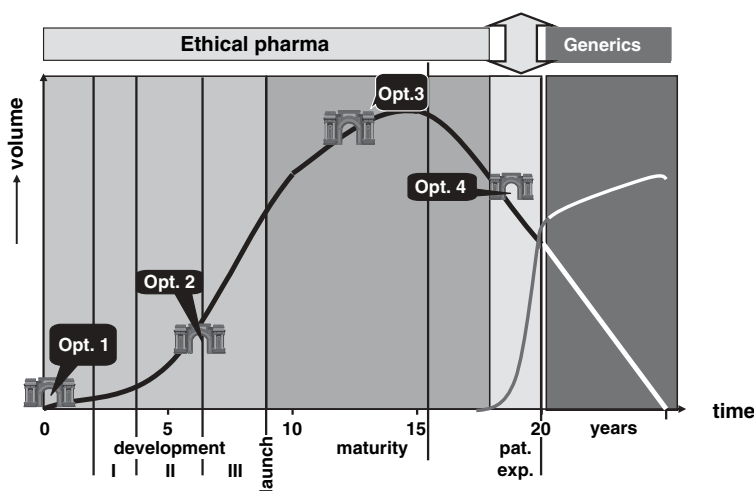 Ethical pharma
Generics
volume
Opt.3
Opt. 4
Opt. 2
Opt. 1
time
0
5
10
15
20
years
development
launch
maturity
pat.
exp.
I
II
III